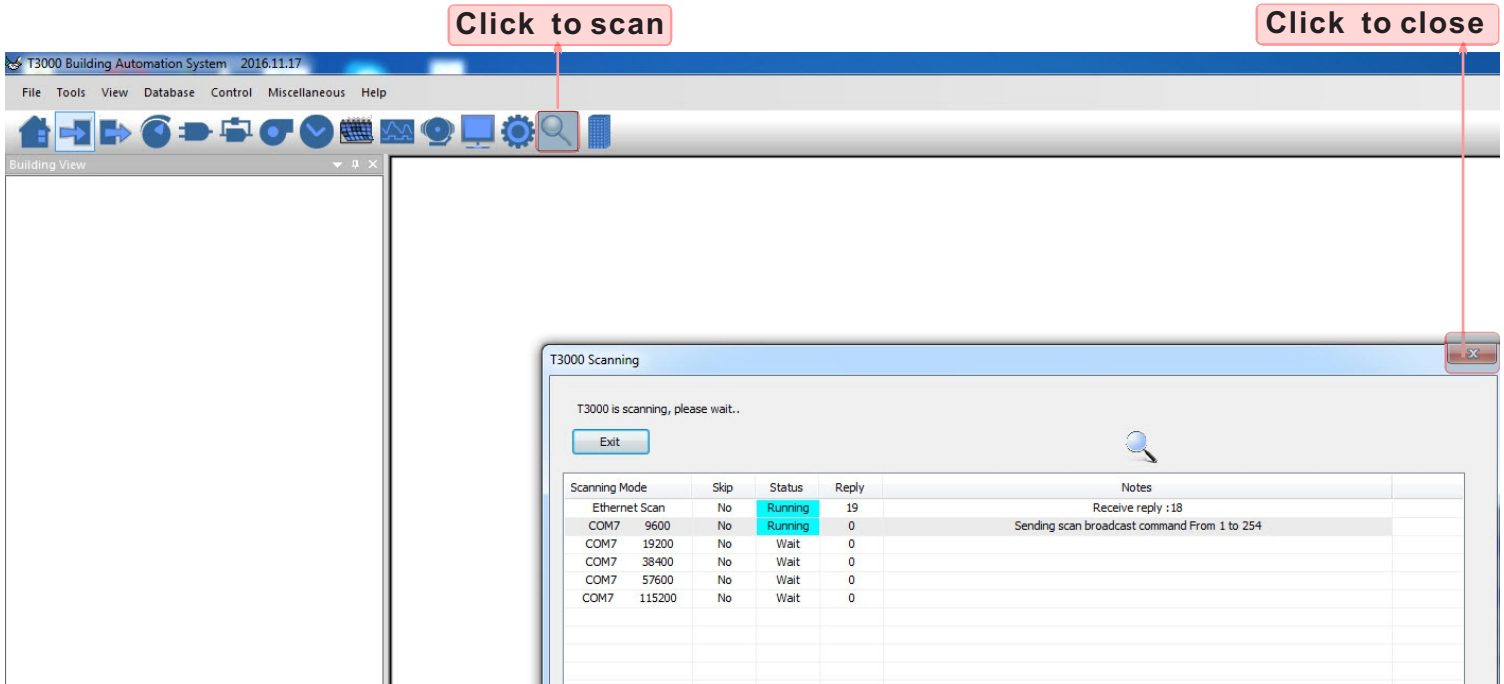 Click to scan
Click to close
T3000 Building Automation System 2016.11.17
File Tools View Database Control Miscellaneous Help
Building View
T3000 Scanning
T3000 is scanning, please wait..
Exit
Scanning Mode Skip Status Reply Notes
Ethernet Scan No Running 19 Receive reply :18
COM7 9600 No Running 0 Sending scan broadcast command From 1 to 254
COM7 19200 No Wait 0
COM7 38400 No Wait 0
COM7 57600 No Wait 0
COM7 115200 No Wait 0